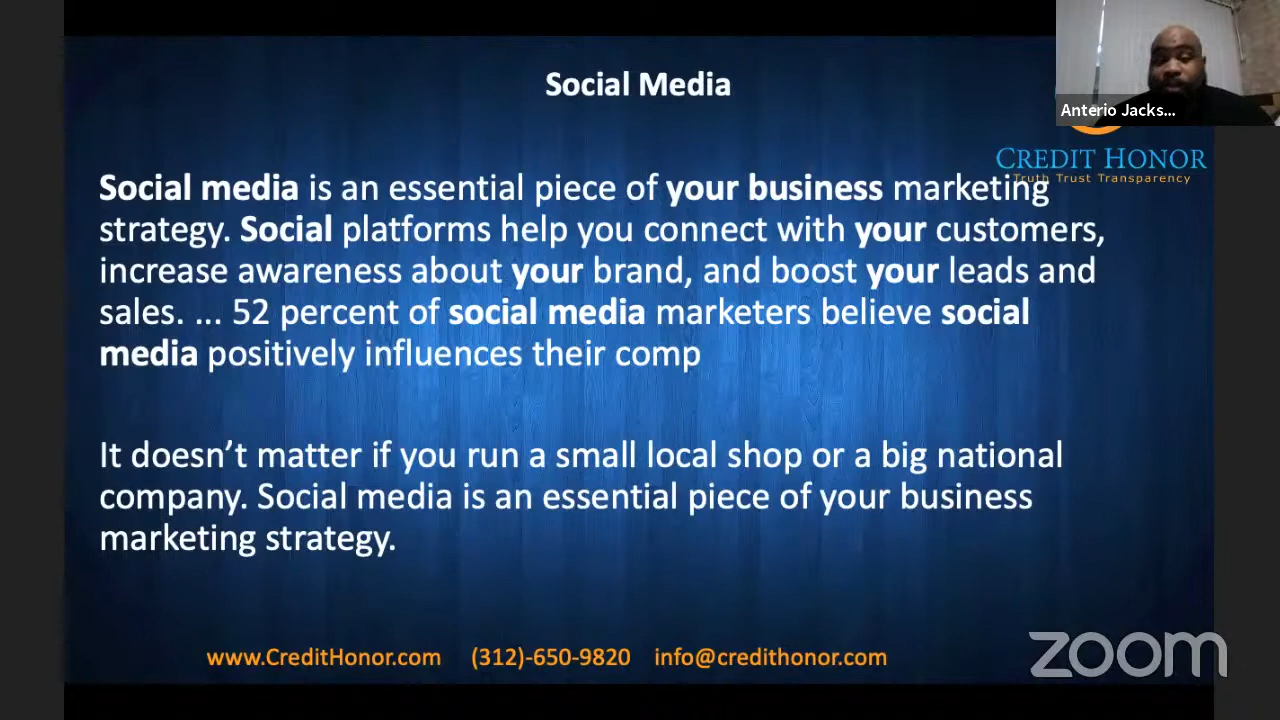 Social Media
Anterio Jacks...
CREDIT HONOR
Truth Trust Transparency
Social media is an essential piece of your business marketing
strategy. Social platforms help you connect with your customers,
increase awareness about your brand, and boost your leads and
sales. ... 52 percent of social media marketers believe social
media positively influences their comp
It doesn’t matter if you run a small local shop or a big national
company. Social media is an essential piece of your business
marketing strategy.
www.CreditHonor.com (312)-650-9820 info@credithonor.com
zoom